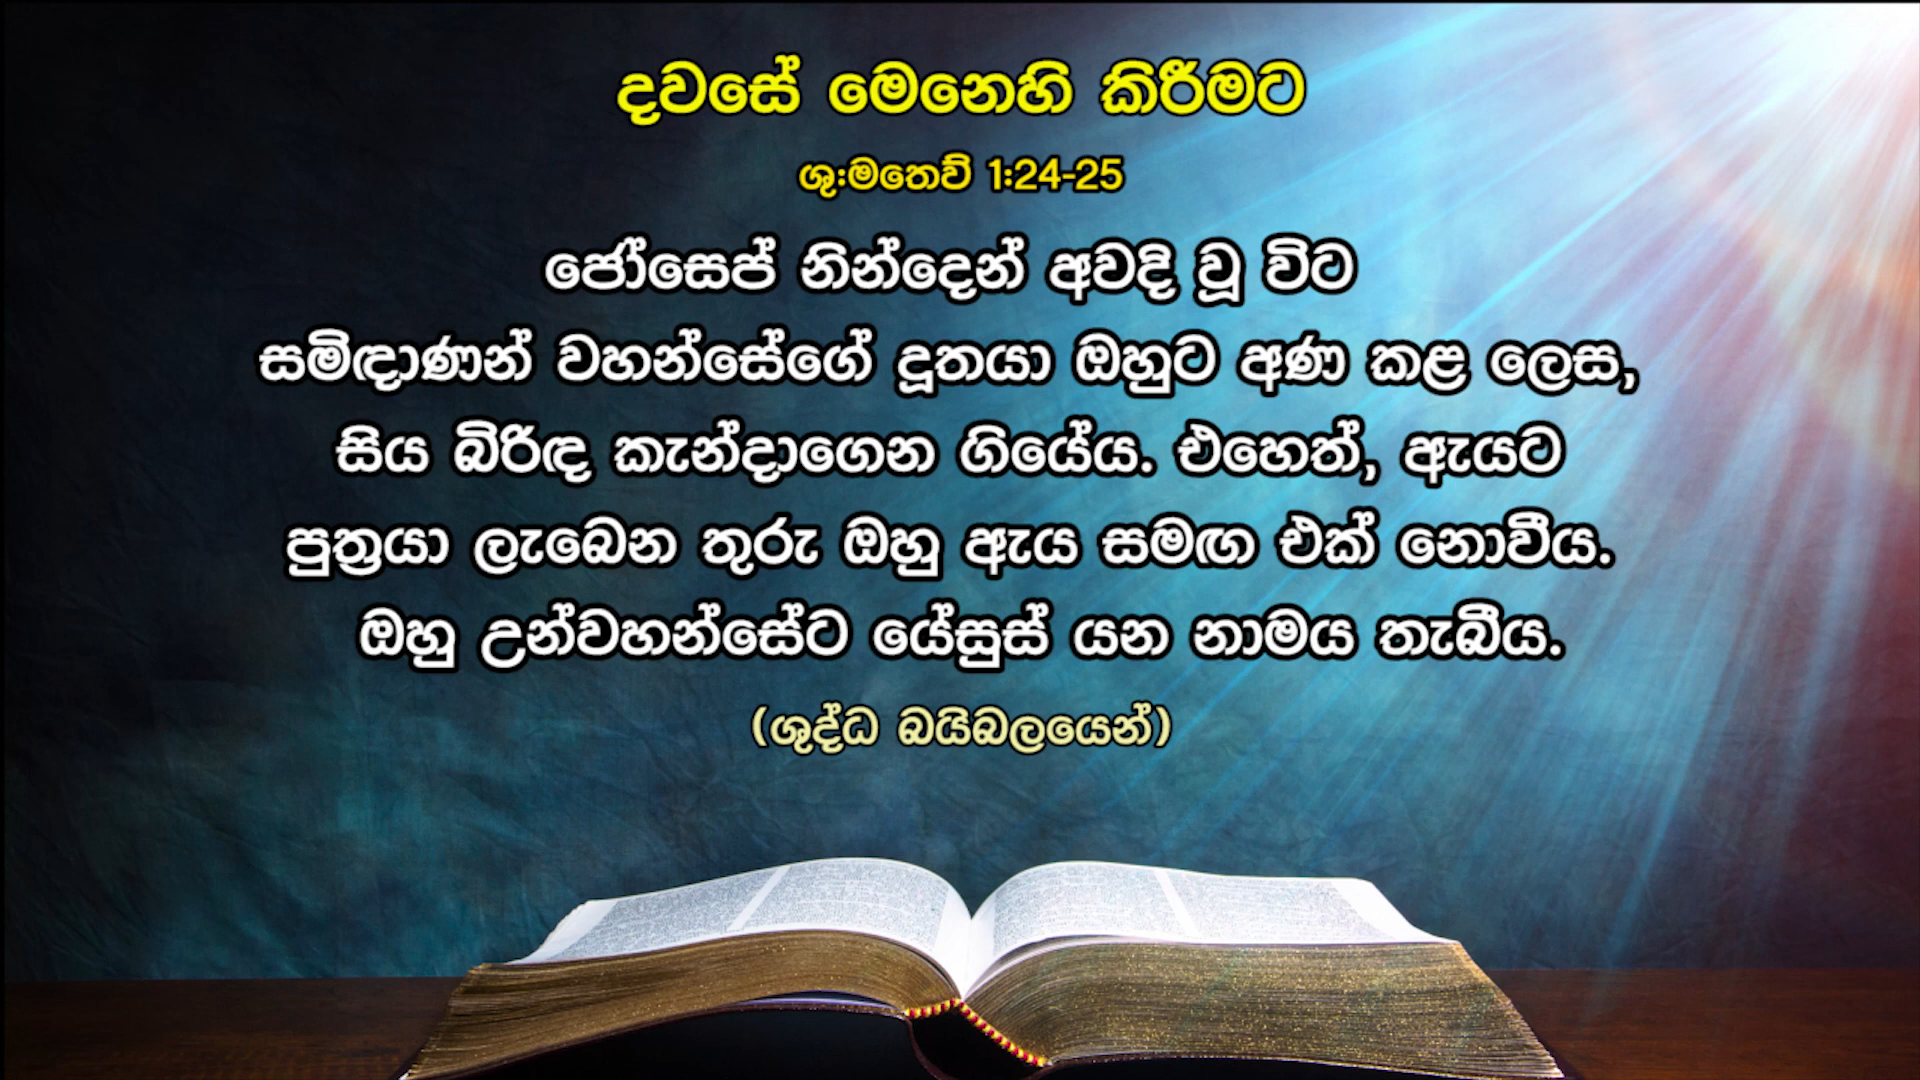 දවසේ මෙනෙහි කිරීමට
ශු:මතෙව් 1:24-25
ජෝසෙප් නින්දෙන් අවදි වූ විට
සමිඳාණන් වහන්සේගේ දූතයා ඔහුට අණ කළ ලෙස,
සිය බිරිඳ කැන්දාගෙන ගියේය. එහෙත්, ඇයට
පුත්‍රයා ලැබෙන තුරු ඔහු ඇය සමඟ එක් නොවීය.
ඔහු උන්වහන්සේට යේසුස් යන නාමය තැබීය.
(ශුද්ධ බයිබලයෙන්)